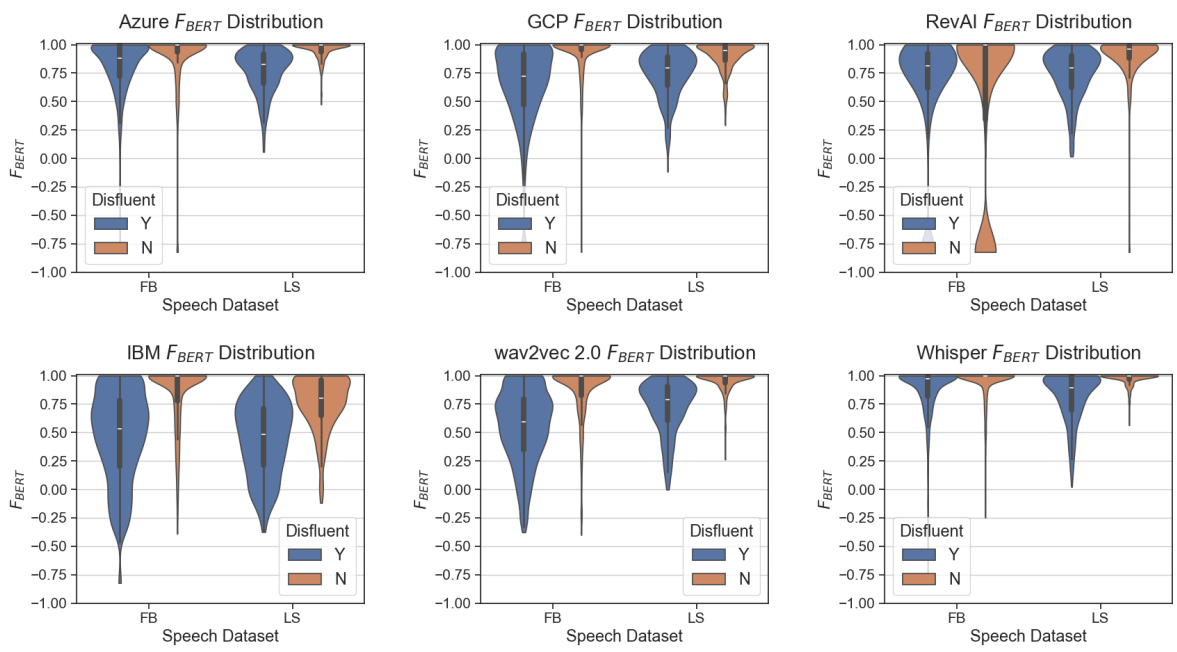 Azure F_BERT Distribution
1.00
0.75
0.50
0.25
0.00
−0.25
−0.50
−0.75
−1.00
F_BERT
Disfluent
Y
N
FB
LS
Speech Dataset
GCP F_BERT Distribution
1.00
0.75
0.50
0.25
0.00
−0.25
−0.50
−0.75
−1.00
F_BERT
Disfluent
Y
N
FB
LS
Speech Dataset
RevAI F_BERT Distribution
1.00
0.75
0.50
0.25
0.00
−0.25
−0.50
−0.75
−1.00
F_BERT
Disfluent
Y
N
FB
LS
Speech Dataset
IBM F_BERT Distribution
1.00
0.75
0.50
0.25
0.00
−0.25
−0.50
−0.75
−1.00
F_BERT
Disfluent
Y
N
FB
LS
Speech Dataset
wav2vec 2.0 F_BERT Distribution
1.00
0.75
0.50
0.25
0.00
−0.25
−0.50
−0.75
−1.00
F_BERT
Disfluent
Y
N
FB
LS
Speech Dataset
Whisper F_BERT Distribution
1.00
0.75
0.50
0.25
0.00
−0.25
−0.50
−0.75
−1.00
F_BERT
Disfluent
Y
N
FB
LS
Speech Dataset